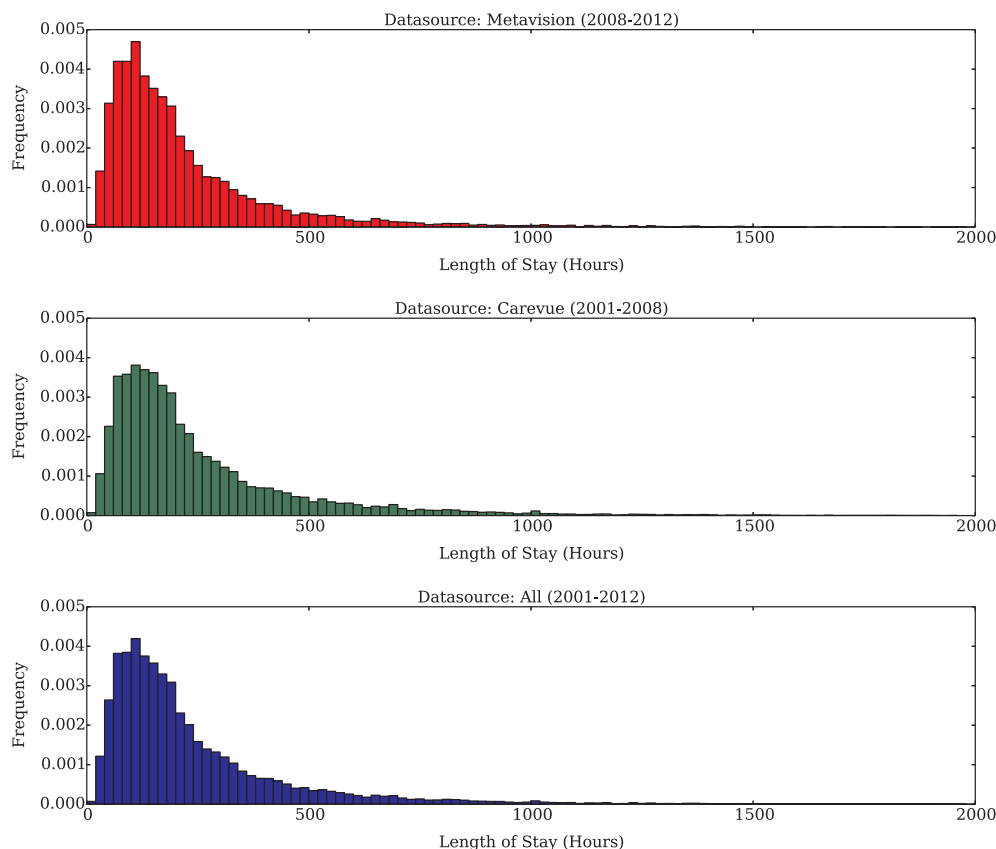 Datasource: Metavision (2008-2012)
0.005
0.004
0.003
0.002
0.001
0.000
Frequency
0 500 1000 1500 2000
Length of Stay (Hours)
Datasource: Carevue (2001-2008)
0.005
0.004
0.003
0.002
0.001
0.000
Frequency
0 500 1000 1500 2000
Length of Stay (Hours)
Datasource: All (2001-2012)
0.005
0.004
0.003
0.002
0.001
0.000
Frequency
0 500 1000 1500 2000
Length of Stay (Hours)